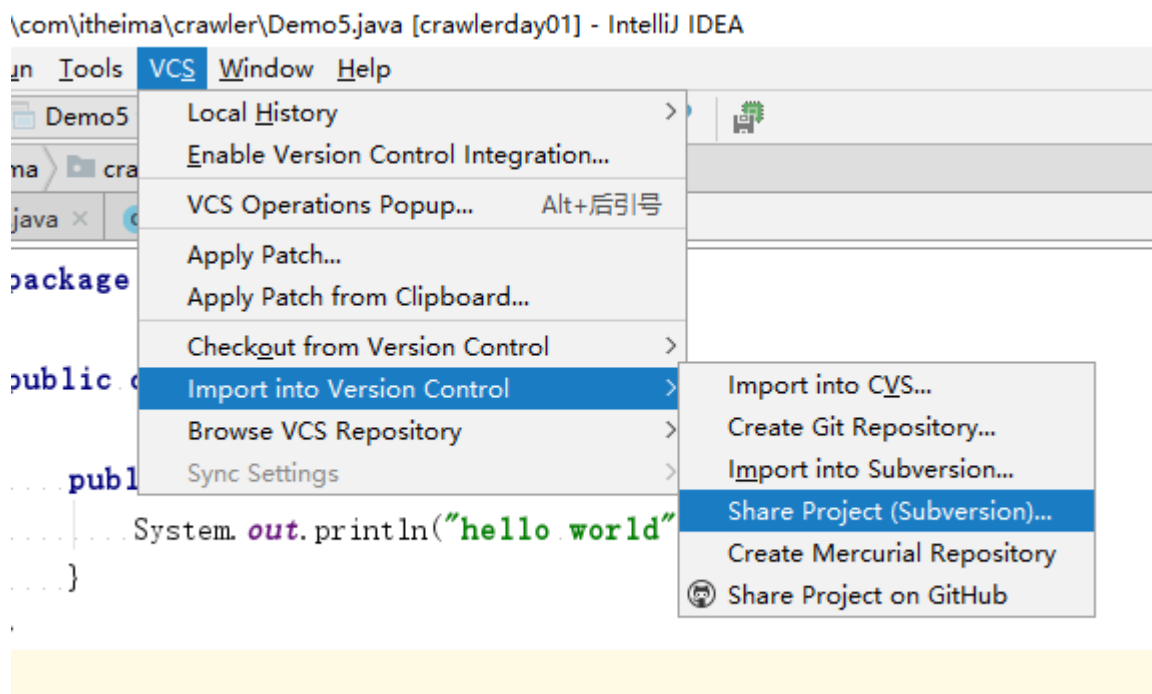 \com\itheima\crawler\Demo5.java [crawlerday01] - IntelliJ IDEA
un Tools VCS Window Help
Demo5
Local History
ma cra
Enable Version Control Integration...
java
VCS Operations Popup... Alt+后引号
Apply Patch...
package
Apply Patch from Clipboard...
Checkout from Version Control
public c
Import into Version Control
Import into CVS...
Browse VCS Repository
Create Git Repository...
publ
Sync Settings
Import into Subversion...
System.out.println("hello world"
Share Project (Subversion)...
Create Mercurial Repository
}
Share Project on GitHub